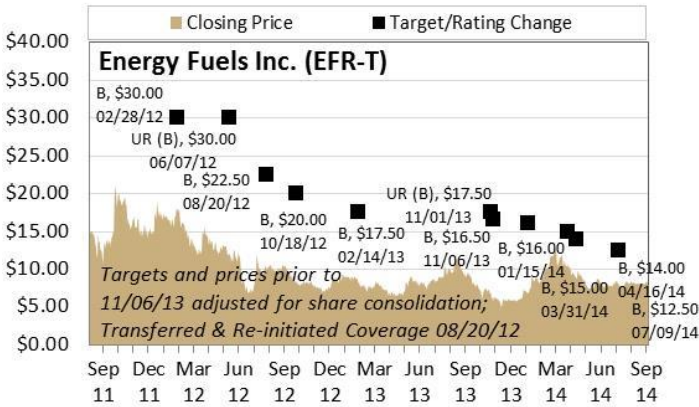 Closing Price Target/Rating Change
$40.00
$35.00
$30.00
$25.00
$20.00
$15.00
$10.00
$5.00
$0.00
Energy Fuels Inc. (EFR-T)
B, $30.00
02/28/12
UR (B), $30.00
06/07/12
B, $22.50
08/20/12
B, $20.00
10/18/12
B, $17.50
02/14/13
UR (B), $17.50
11/01/13
B, $16.50
11/06/13
B, $16.00
01/15/14
B, $15.00
03/31/14
B, $14.00
04/16/14
B, $12.50
07/09/14
Targets and prices prior to
11/06/13 adjusted for share consolidation;
Transferred & Re-initiated Coverage 08/20/12
Sep Dec Mar Jun Sep Dec Mar Jun Sep Dec Mar Jun Sep
11 11 12 12 12 12 13 13 13 13 14 14 14